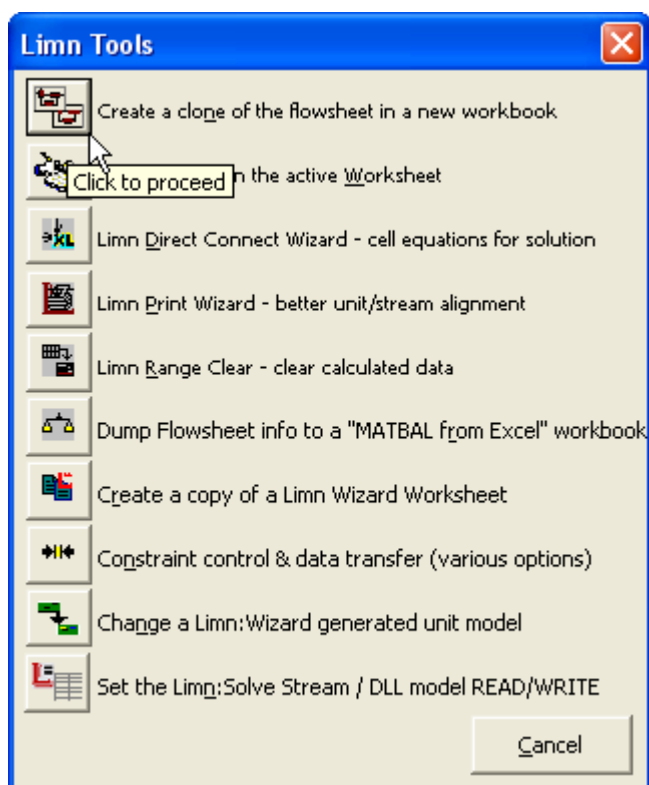 Limn Tools
Create a clone of the flowsheet in a new workbook
Click to proceed
n the active Worksheet
Limn Direct Connect Wizard - cell equations for solution
Limn Print Wizard - better unit/stream alignment
Limn Range Clear - clear calculated data
Dump Flowsheet info to a "MATBAL from Excel" workbook
Create a copy of a Limn Wizard Worksheet
Constraint control & data transfer (various options)
Change a Limn:Wizard generated unit model
Set the Limn:Solve Stream / DLL model READ/WRITE
Cancel